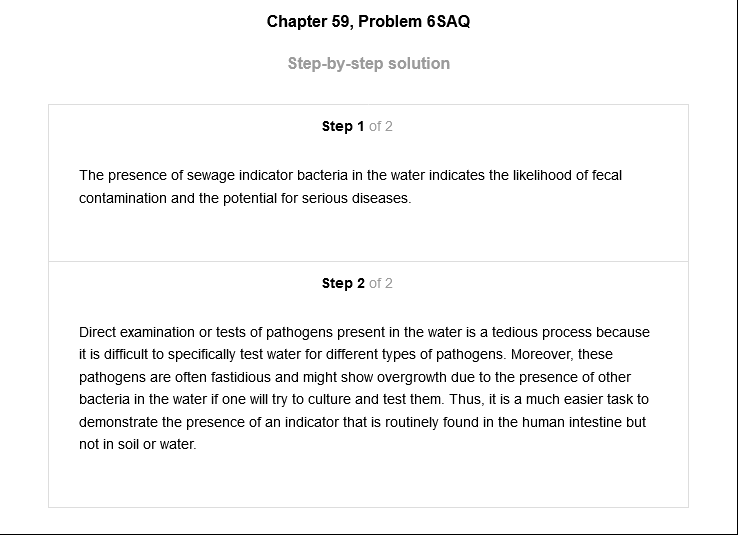 Chapter 59, Problem 6SAQ
Step-by-step solution
Step 1 of 2
The presence of sewage indicator bacteria in the water indicates the likelihood of fecal
contamination and the potential for serious diseases.
Step 2 of 2
Direct examination or tests of pathogens present in the water is a tedious process because
it is difficult to specifically test water for different types of pathogens. Moreover, these
pathogens are often fastidious and might show overgrowth due to the presence of other
bacteria in the water if one will try to culture and test them. Thus, it is a much easier task to
demonstrate the presence of an indicator that is routinely found in the human intestine but
not in soil or water.